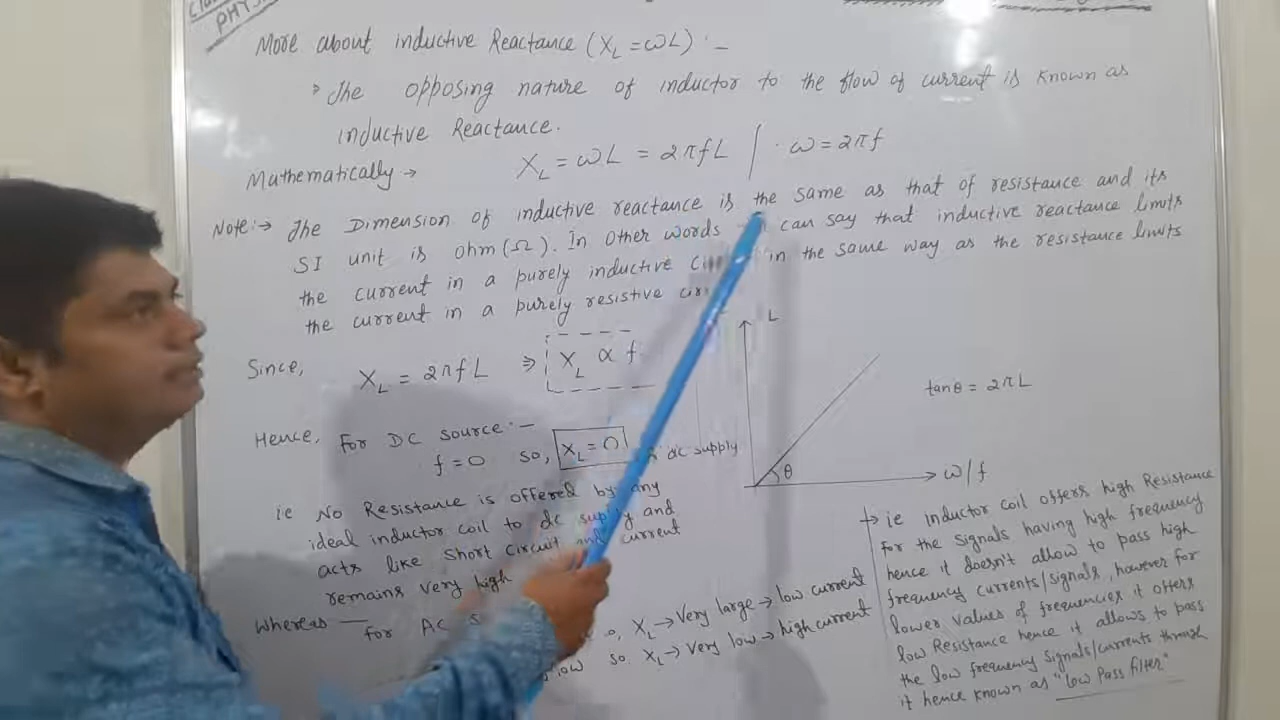 PHYS
More about inductive Reactance (X_L = ωL) :-
The opposing nature of inductor to the flow of current is known as
inductive Reactance.
Mathematically → X_L = ωL = 2πfL | · ω = 2πf
Note:→ The Dimension of inductive reactance is the same as that of resistance and its
SI unit is ohm (Ω). In Other words can say that inductive reactance limits
the current in a purely inductive in the same way as the resistance limits
the current in a purely resistive
Since, X_L = 2πfL ⇒ X_L ∝ f
L
tanθ = 2πL
θ
ω/f
Hence, for DC source:-
f = 0 so, X_L = 0 dc supply
ie No Resistance is offered by any
ideal inductor coil to dc supply and
acts like Short Circuit and current
remains very high
Whereas —
for AC
so, X_L → Very large → low current
low so X_L → Very low → high current
→ ie inductor coil offers high Resistance
for the signals having high frequency
hence it doesn't allow to pass high
frequency currents/signals, however for
lower values of frequencies it offers
low Resistance hence it allows to pass
the low frequency signals/currents through
it hence known as "Low Pass filter"